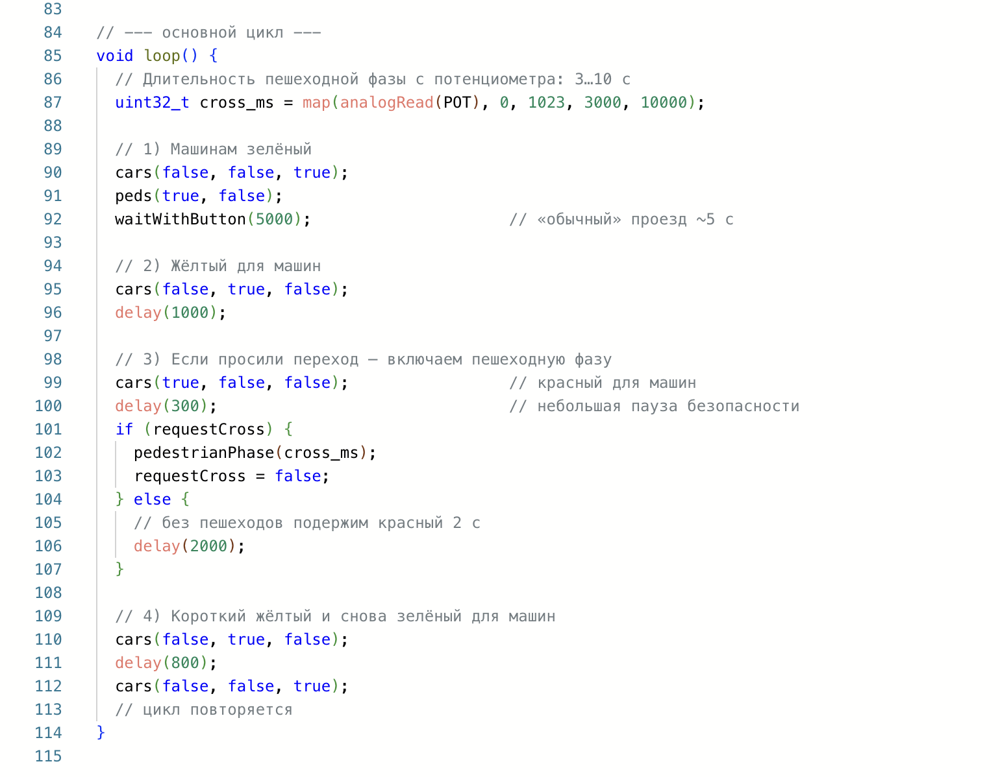 83
84 // --- основной цикл ---
85 void loop() {
86 // Длительность пешеходной фазы с потенциометра: 3…10 с
87 uint32_t cross_ms = map(analogRead(POT), 0, 1023, 3000, 10000);
88
89 // 1) Машинам зелёный
90 cars(false, false, true);
91 peds(true, false);
92 waitWithButton(5000); // «обычный» проезд ~5 с
93
94 // 2) Жёлтый для машин
95 cars(false, true, false);
96 delay(1000);
97
98 // 3) Если просили переход — включаем пешеходную фазу
99 cars(true, false, false); // красный для машин
100 delay(300); // небольшая пауза безопасности
101 if (requestCross) {
102 pedestrianPhase(cross_ms);
103 requestCross = false;
104 } else {
105 // без пешеходов подержим красный 2 с
106 delay(2000);
107 }
108
109 // 4) Короткий жёлтый и снова зелёный для машин
110 cars(false, true, false);
111 delay(800);
112 cars(false, false, true);
113 // цикл повторяется
114 }
115